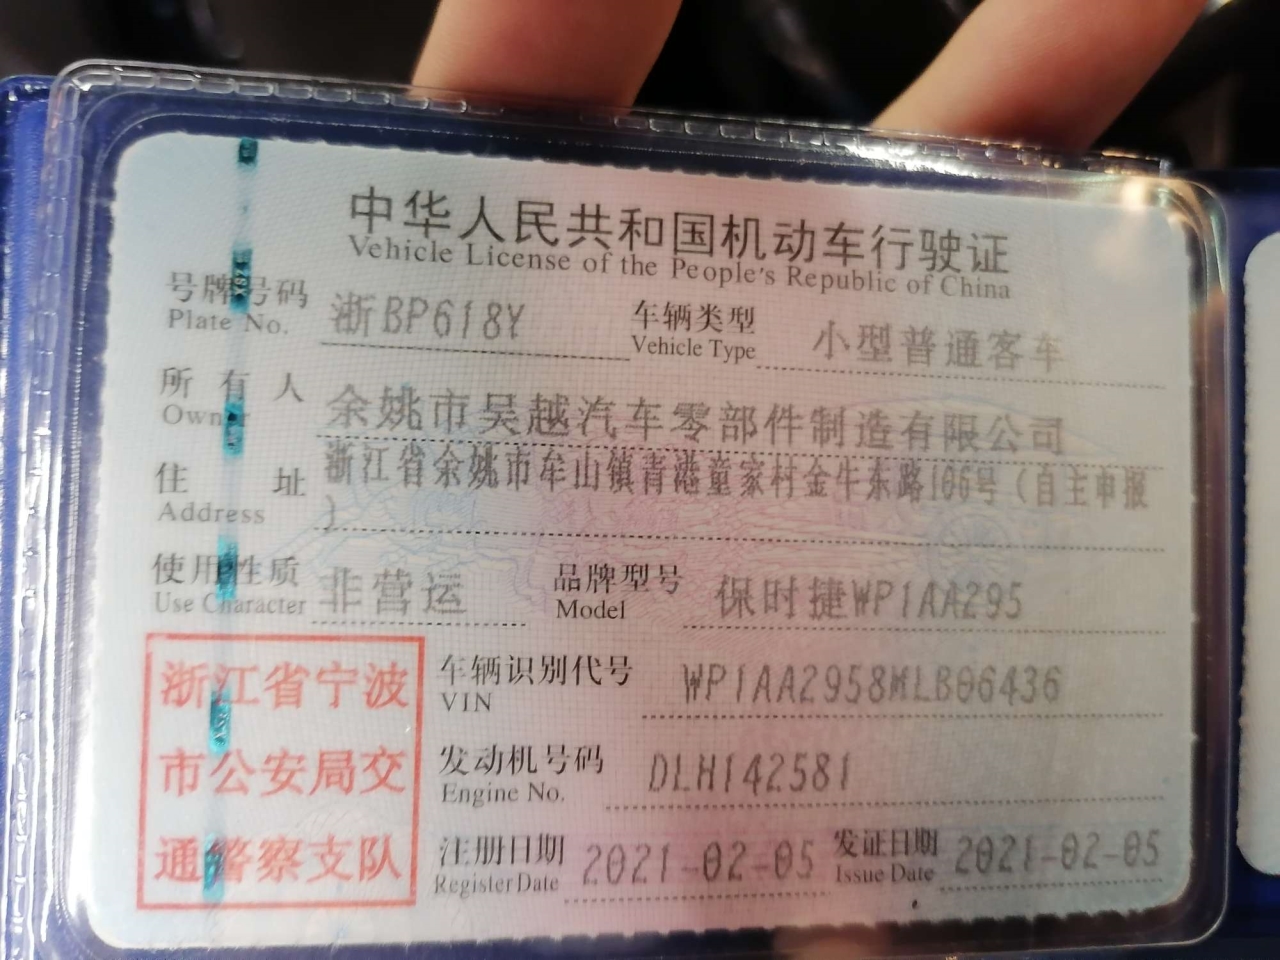 中华人民共和国机动车行驶证
Vehicle License of the People's Republic of China
号牌号码 浙BP618Y 车辆类型 小型普通客车
Plate No. Vehicle Type
所有人 余姚市吴越汽车零部件制造有限公司
Owner
住址 浙江省余姚市牟山镇青港童家村金牛东路106号（自主申报
Address ）
使用性质 非营运 品牌型号 保时捷WP1AA295
Use Character Model
浙江省宁波
市公安局交
通警察支队
车辆识别代号 WP1AA2958MLB06436
VIN
发动机号码 DLH142581
Engine No.
注册日期 2021-02-05 发证日期 2021-02-05
Register Date Issue Date